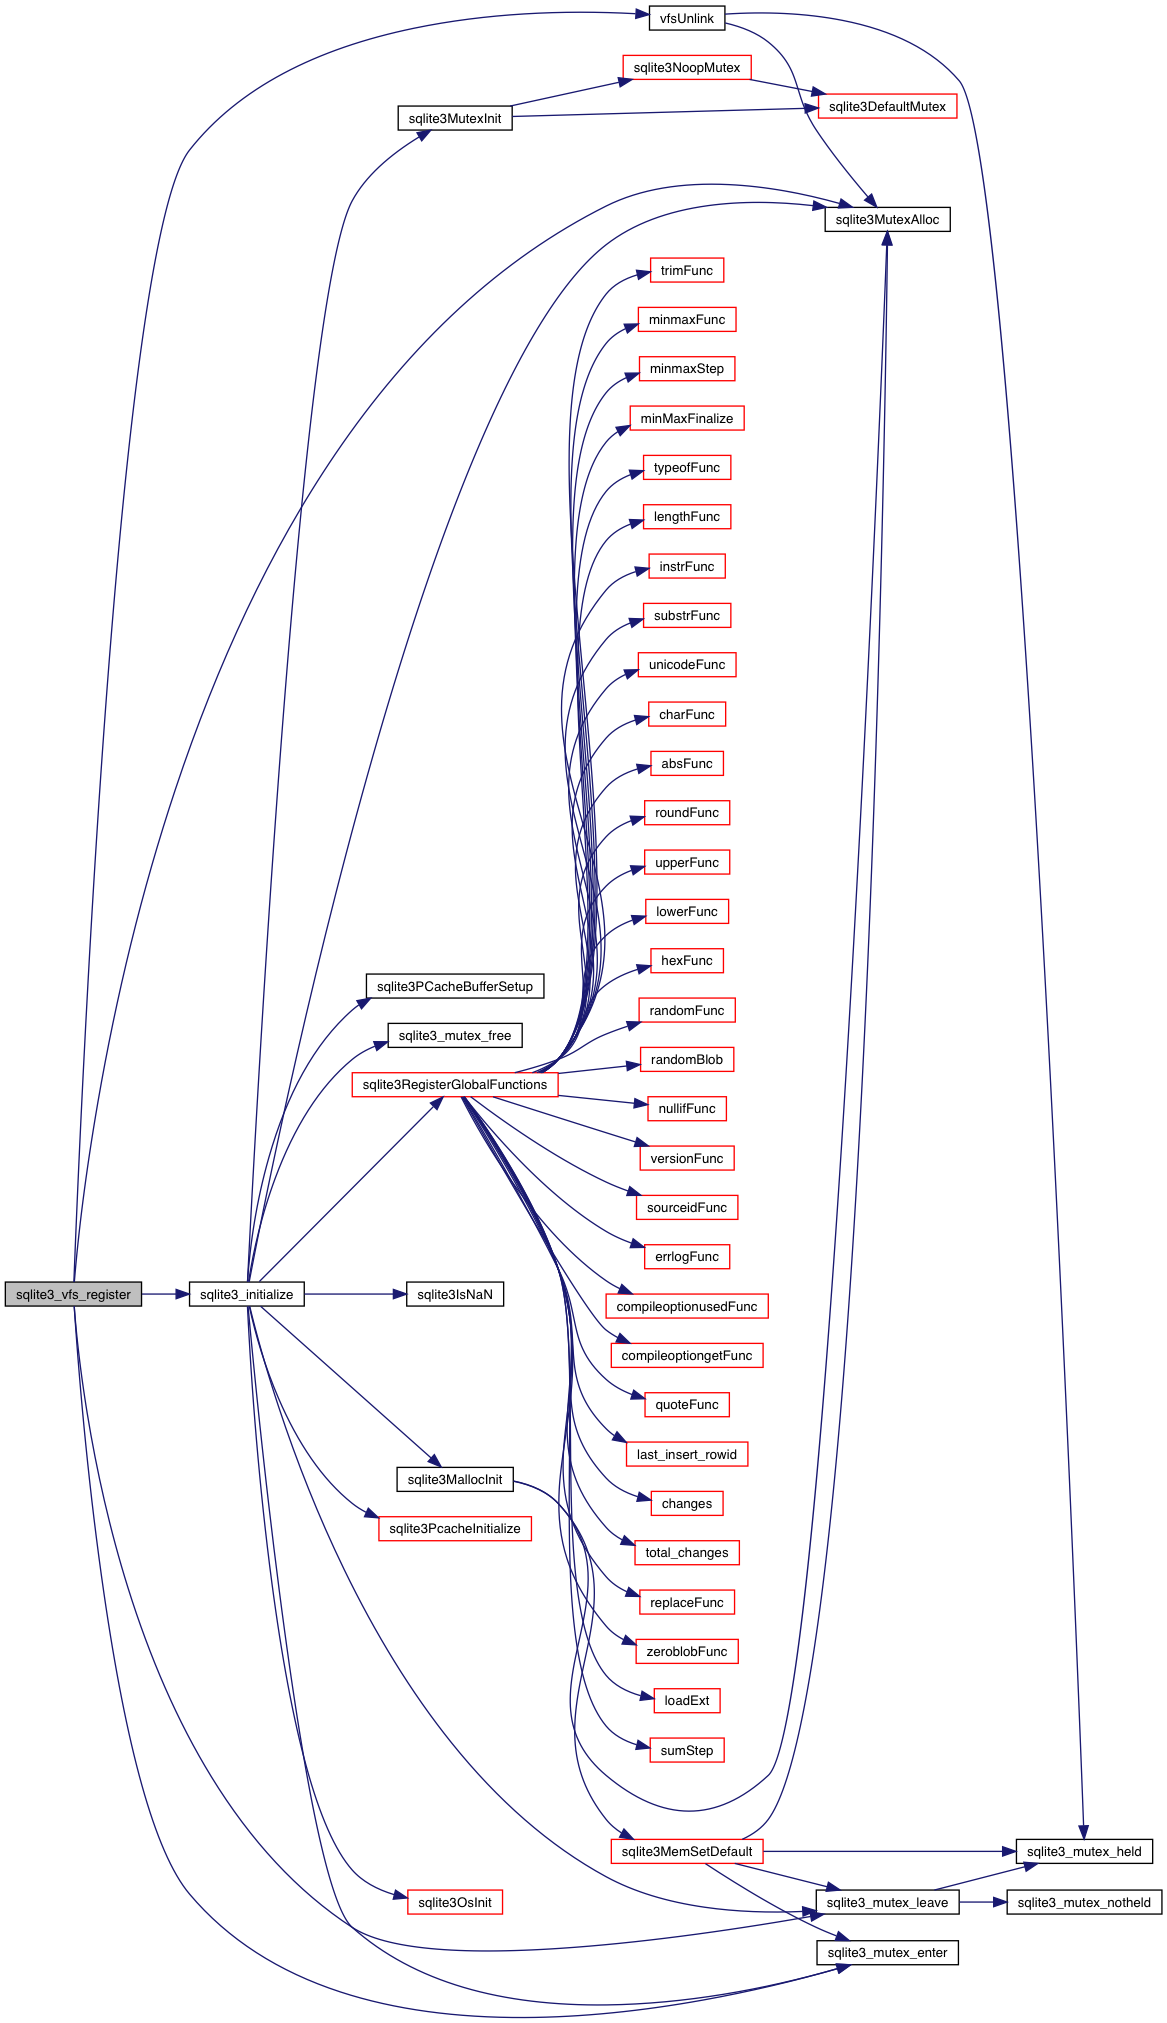 vfsUnlink
sqlite3NoopMutex
sqlite3DefaultMutex
sqlite3MutexInit
sqlite3MutexAlloc
trimFunc
minmaxFunc
minmaxStep
minMaxFinalize
typeofFunc
lengthFunc
instrFunc
substrFunc
unicodeFunc
charFunc
absFunc
roundFunc
upperFunc
lowerFunc
hexFunc
sqlite3PCacheBufferSetup
randomFunc
sqlite3_mutex_free
randomBlob
sqlite3RegisterGlobalFunctions
nullifFunc
versionFunc
sourceidFunc
errlogFunc
sqlite3_vfs_register
sqlite3_initialize
sqlite3IsNaN
compileoptionusedFunc
compileoptiongetFunc
quoteFunc
last_insert_rowid
sqlite3MallocInit
changes
sqlite3PcacheInitialize
total_changes
replaceFunc
zeroblobFunc
loadExt
sumStep
sqlite3MemSetDefault
sqlite3_mutex_held
sqlite3OsInit
sqlite3_mutex_leave
sqlite3_mutex_notheld
sqlite3_mutex_enter